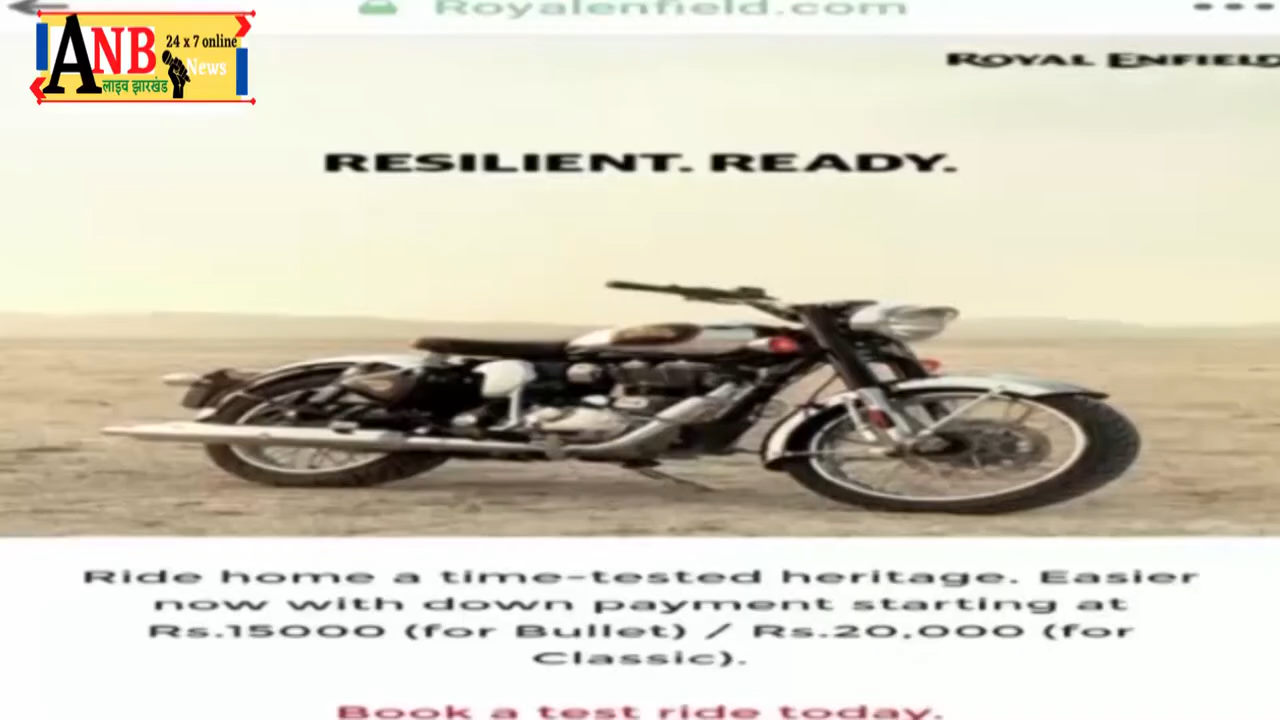 Royalenfield.com
ANB
24 x 7 online
News
लाइव झारखंड
ROYAL ENFIELD
RESILIENT. READY.
Ride home a time-tested heritage. Easier
now with down payment starting at
Rs.15000 (for Bullet) / Rs.20,000 (for
Classic).
Book a test ride today.